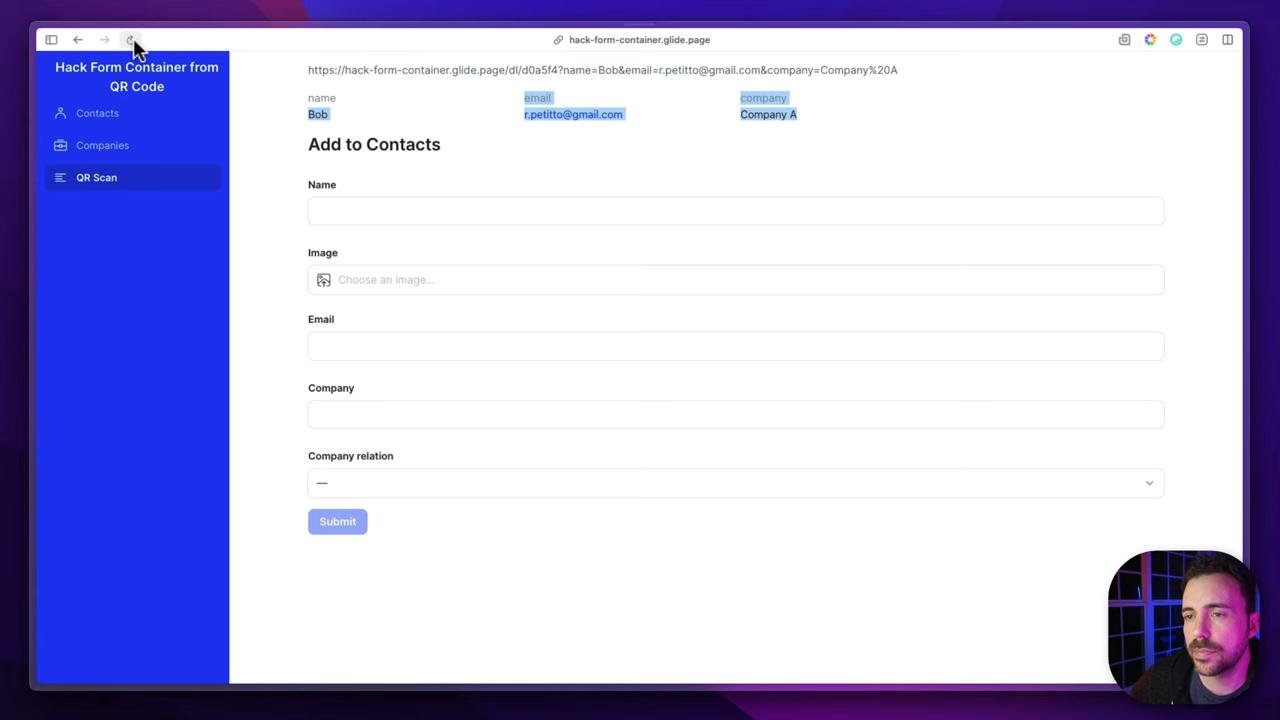 hack-form-container.glide.page
Hack Form Container from
QR Code
Contacts
Companies
QR Scan
https://hack-form-container.glide.page/dl/d0a5f4?name=Bob&email=r.petitto@gmail.com&company=Company%20A
name
Bob
email
r.petitto@gmail.com
company
Company A
Add to Contacts
Name
Image
Choose an image...
Email
Company
Company relation
—
Submit